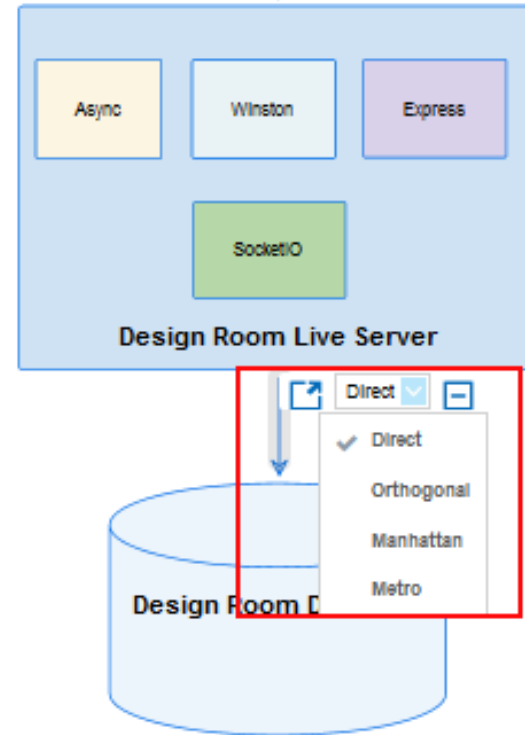 Async
Winston
Express
SocketIO
Design Room Live Server
Direct
Direct
Orthogonal
Manhattan
Metro
Design Room D